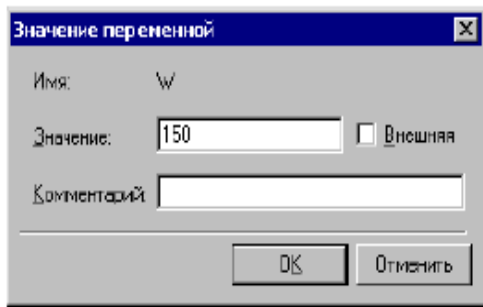 Значение переменной
Имя: W
Значение: 150 Внешняя
Комментарий:
OK Отменить